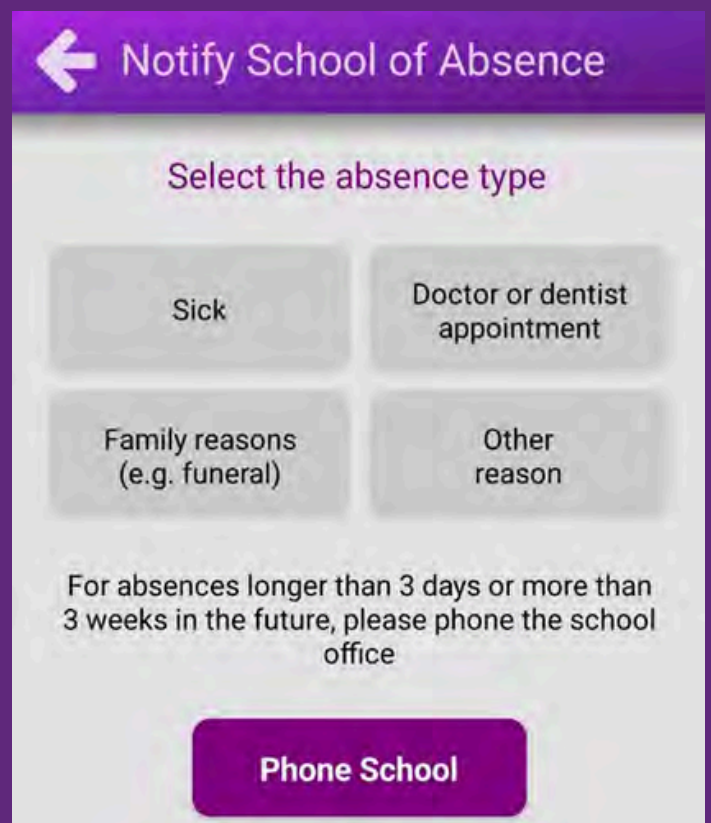 Notify School of Absence
Select the absence type
Sick
Doctor or dentist
appointment
Family reasons
(e.g. funeral)
Other
reason
For absences longer than 3 days or more than
3 weeks in the future, please phone the school
office
Phone School